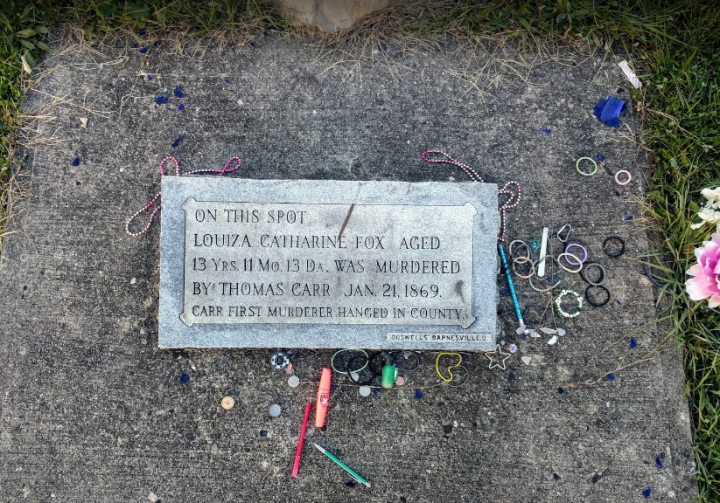 ON THIS SPOT
LOUIZA CATHARINE FOX AGED
13 YRS. 11 MO. 13 DA. WAS MURDERED
BY THOMAS CARR JAN. 21, 1869.
CARR FIRST MURDERER HANGED IN COUNTY.
BOSWELLS BARNESVILLE. O